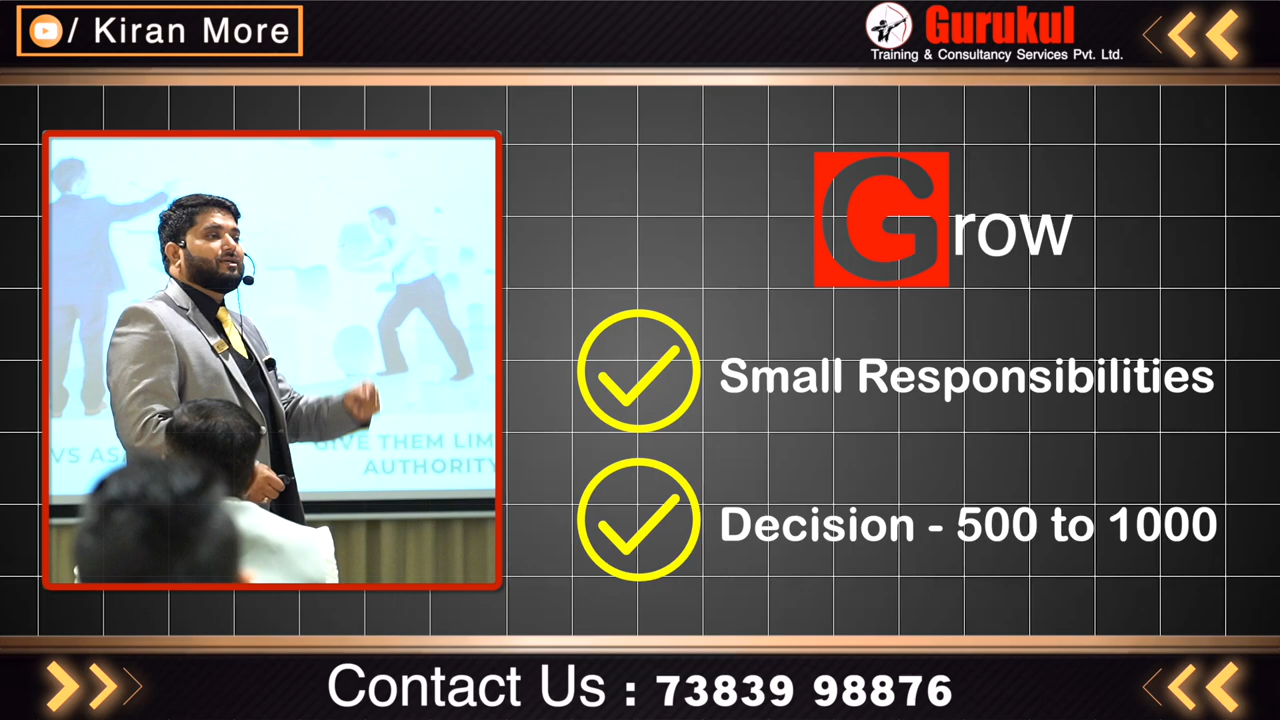 / Kiran More
Gurukul
Training & Consultancy Services Pvt. Ltd.
Grow
Small Responsibilities
Decision - 500 to 1000
VS
GIVE THEM LIM
AUTHORITY
Contact Us : 73839 98876